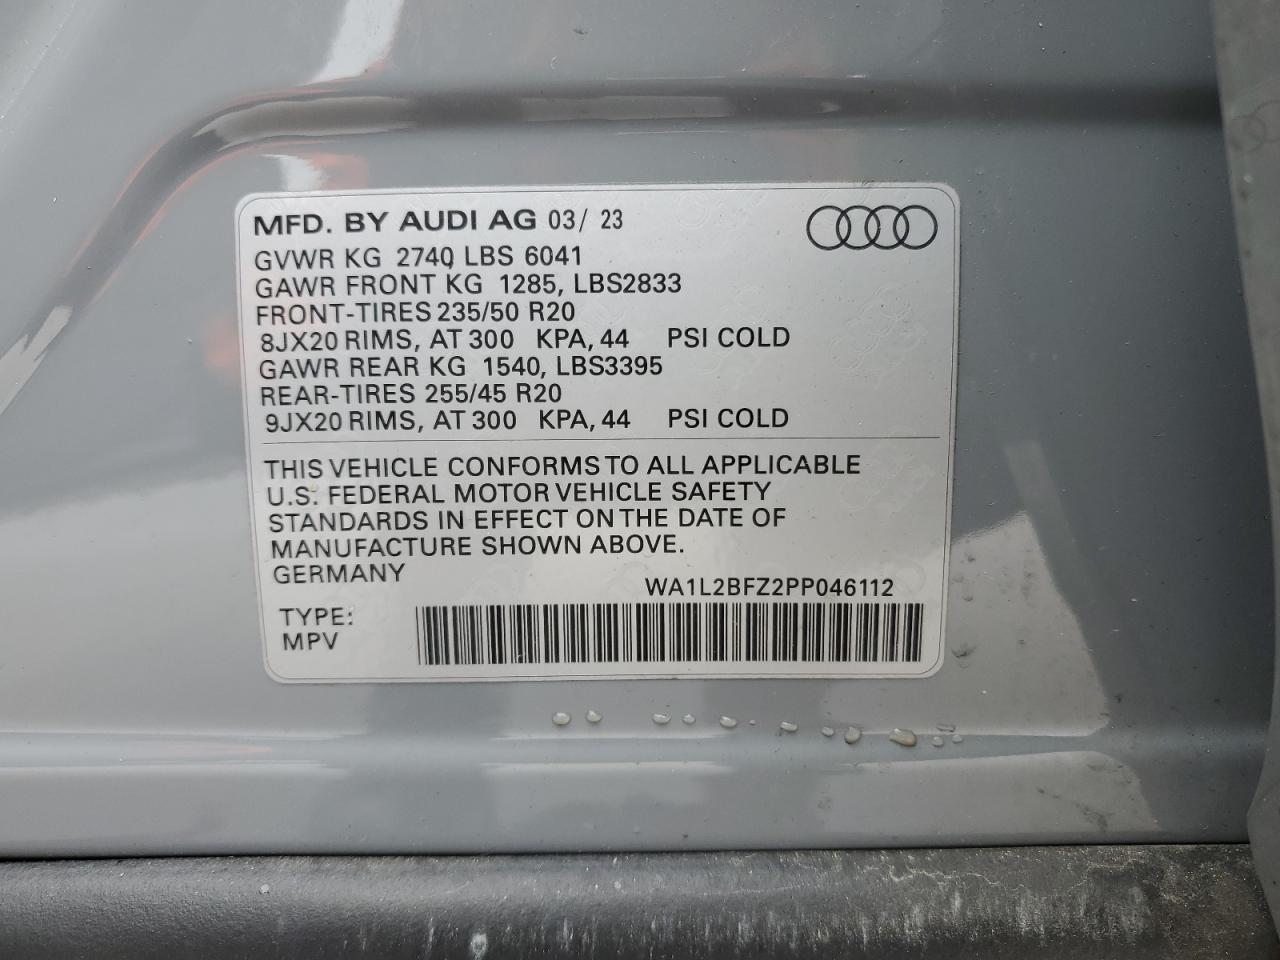 MFD. BY AUDI AG 03/ 23
GVWR KG 2740 LBS 6041
GAWR FRONT KG 1285, LBS2833
FRONT-TIRES 235/50 R20
8JX20 RIMS, AT 300 KPA, 44 PSI COLD
GAWR REAR KG 1540, LBS3395
REAR-TIRES 255/45 R20
9JX20 RIMS, AT 300 KPA, 44 PSI COLD
THIS VEHICLE CONFORMS TO ALL APPLICABLE
U.S. FEDERAL MOTOR VEHICLE SAFETY
STANDARDS IN EFFECT ON THE DATE OF
MANUFACTURE SHOWN ABOVE.
GERMANY
WA1L2BFZ2PP046112
TYPE:
MPV